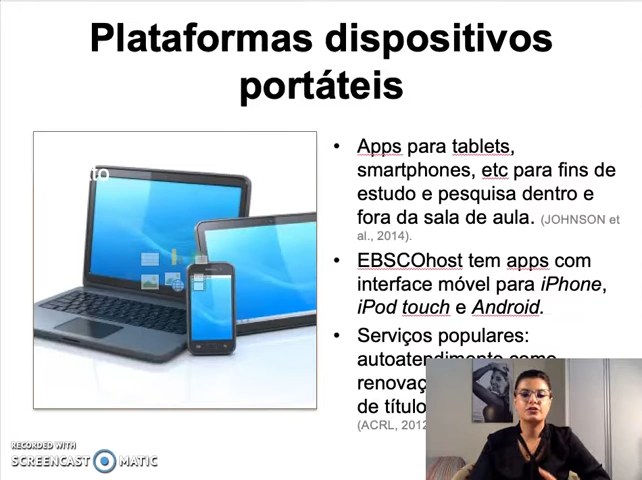 Plataformas dispositivos
portáteis
• Apps para tablets,
smartphones, etc para fins de
estudo e pesquisa dentro e
fora da sala de aula. (JOHNSON et
al., 2014).
• EBSCOhost tem apps com
interface móvel para iPhone,
iPod touch e Android.
• Serviços populares:
autoatendimento como
de título
(ACRL, 2012
RECORDED WITH
SCREENCAST MATIC